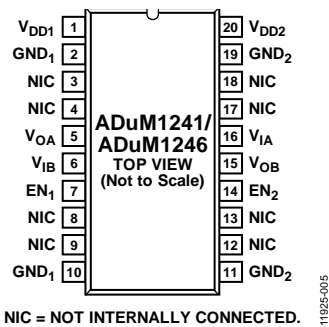 VDD1 1 20 VDD2
GND1 2 19 GND2
NIC 3 18 NIC
NIC 4 17 NIC
ADuM1241/
VOA 5 16 VIA
ADuM1246
VIB 6 TOP VIEW 15 VOB
(Not to Scale)
EN1 7 14 EN2
NIC 8 13 NIC
NIC 9 12 NIC
GND1 10 11 GND2
NIC = NOT INTERNALLY CONNECTED.
11925-005